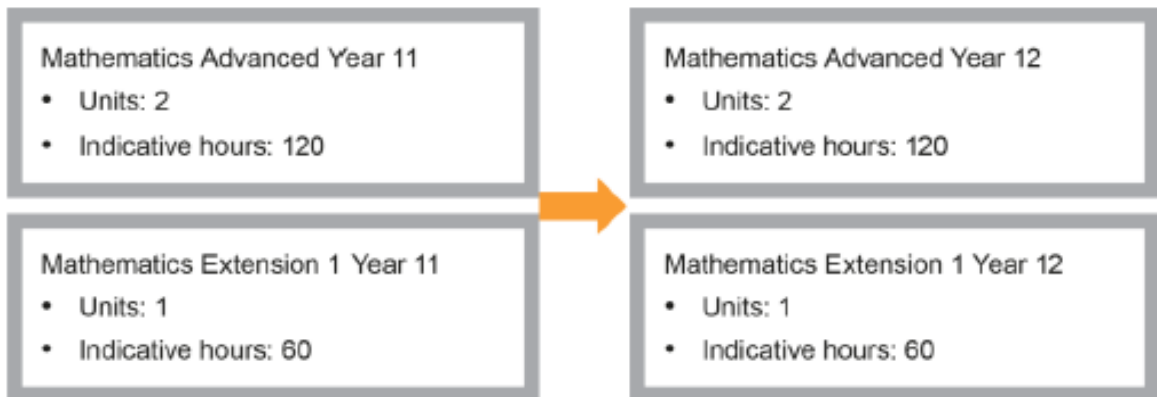 Mathematics Advanced Year 11
• Units: 2
• Indicative hours: 120
Mathematics Extension 1 Year 11
• Units: 1
• Indicative hours: 60
Mathematics Advanced Year 12
• Units: 2
• Indicative hours: 120
Mathematics Extension 1 Year 12
• Units: 1
• Indicative hours: 60